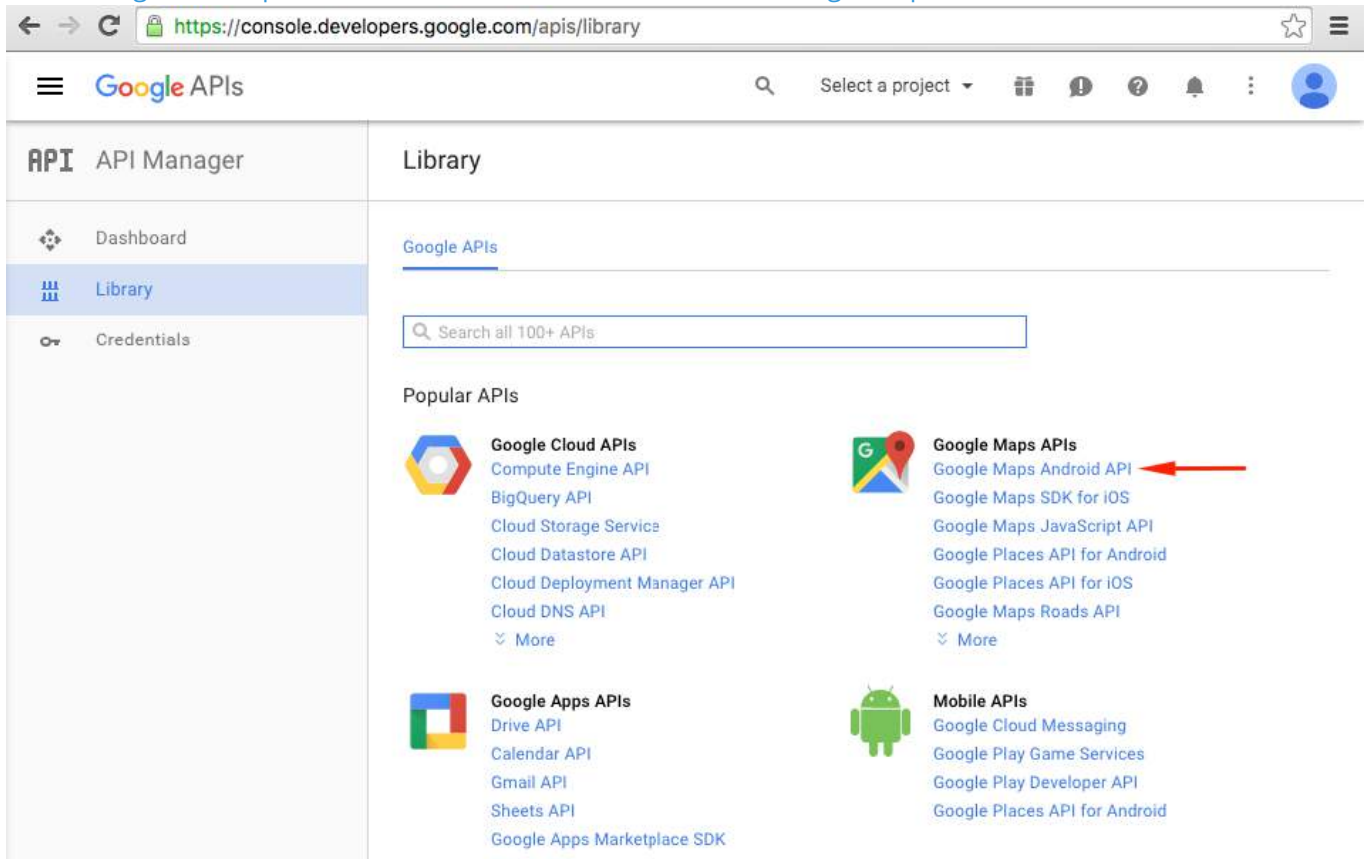 https://console.developers.google.com/apis/library
Google APIs
Select a project
API API Manager
Library
Dashboard
Library
Credentials
Google APIs
Search all 100+ APIs
Popular APIs
Google Cloud APIs
Compute Engine API
BigQuery API
Cloud Storage Service
Cloud Datastore API
Cloud Deployment Manager API
Cloud DNS API
More
G
Google Maps APIs
Google Maps Android API
Google Maps SDK for iOS
Google Maps JavaScript API
Google Places API for Android
Google Places API for iOS
Google Maps Roads API
More
Google Apps APIs
Drive API
Calendar API
Gmail API
Sheets API
Google Apps Marketplace SDK
Mobile APIs
Google Cloud Messaging
Google Play Game Services
Google Play Developer API
Google Places API for Android